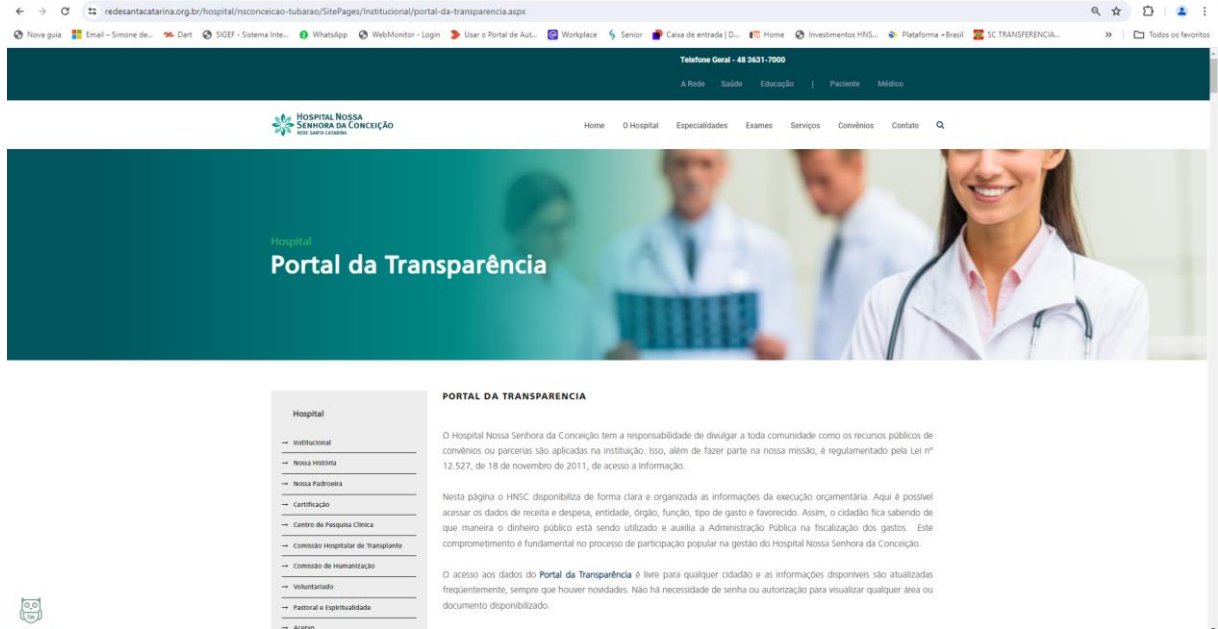 redesantacatarina.org.br/hospital/nsconceicao-tubarao/SitePages/Institucional/portal-da-transparencia.aspx
Nova guia Email – Simone de... Dart SIGEF - Sistema Inte... WhatsApp WebMonitor - Login Usar o Portal de Aut... Workplace Senior Caixa de entrada | D... Home Investimentos HNS... Plataforma +Brasil SC TRANSFERENCIA... » Todos os favoritos
Telefone Geral - 48 3631-7000
A Rede Saúde Educação | Paciente Médico
HOSPITAL NOSSA
SENHORA DA CONCEIÇÃO
REDE SANTA CATARINA
Home O Hospital Especialidades Exames Serviços Convênios Contato
Hospital
Portal da Transparência
Hospital
→ Institucional
→ Nossa História
→ Nossa Padroeira
→ Certificação
→ Centro de Pesquisa Clínica
→ Comissão Hospitalar de Transplante
→ Comissão de Humanização
→ Voluntariado
→ Pastoral e Espiritualidade
PORTAL DA TRANSPARENCIA
O Hospital Nossa Senhora da Conceição tem a responsabilidade de divulgar a toda comunidade como os recursos públicos de
convênios ou parcerias são aplicadas na instituição. Isso, além de fazer parte na nossa missão, é regulamentado pela Lei nº
12.527, de 18 de novembro de 2011, de acesso a Informação.
Nesta página o HNSC disponibiliza de forma clara e organizada as informações da execução orçamentária. Aqui é possível
acessar os dados de receita e despesa, entidade, órgão, função, tipo de gasto e favorecido. Assim, o cidadão fica sabendo de
que maneira o dinheiro público está sendo utilizado e auxilia a Administração Pública na fiscalização dos gastos. Este
comprometimento é fundamental no processo de participação popular na gestão do Hospital Nossa Senhora da Conceição.
O acesso aos dados do Portal da Transparência é livre para qualquer cidadão e as informações disponíveis são atualizadas
freqüentemente, sempre que houver novidades. Não há necessidade de senha ou autorização para visualizar qualquer área ou
documento disponibilizado.